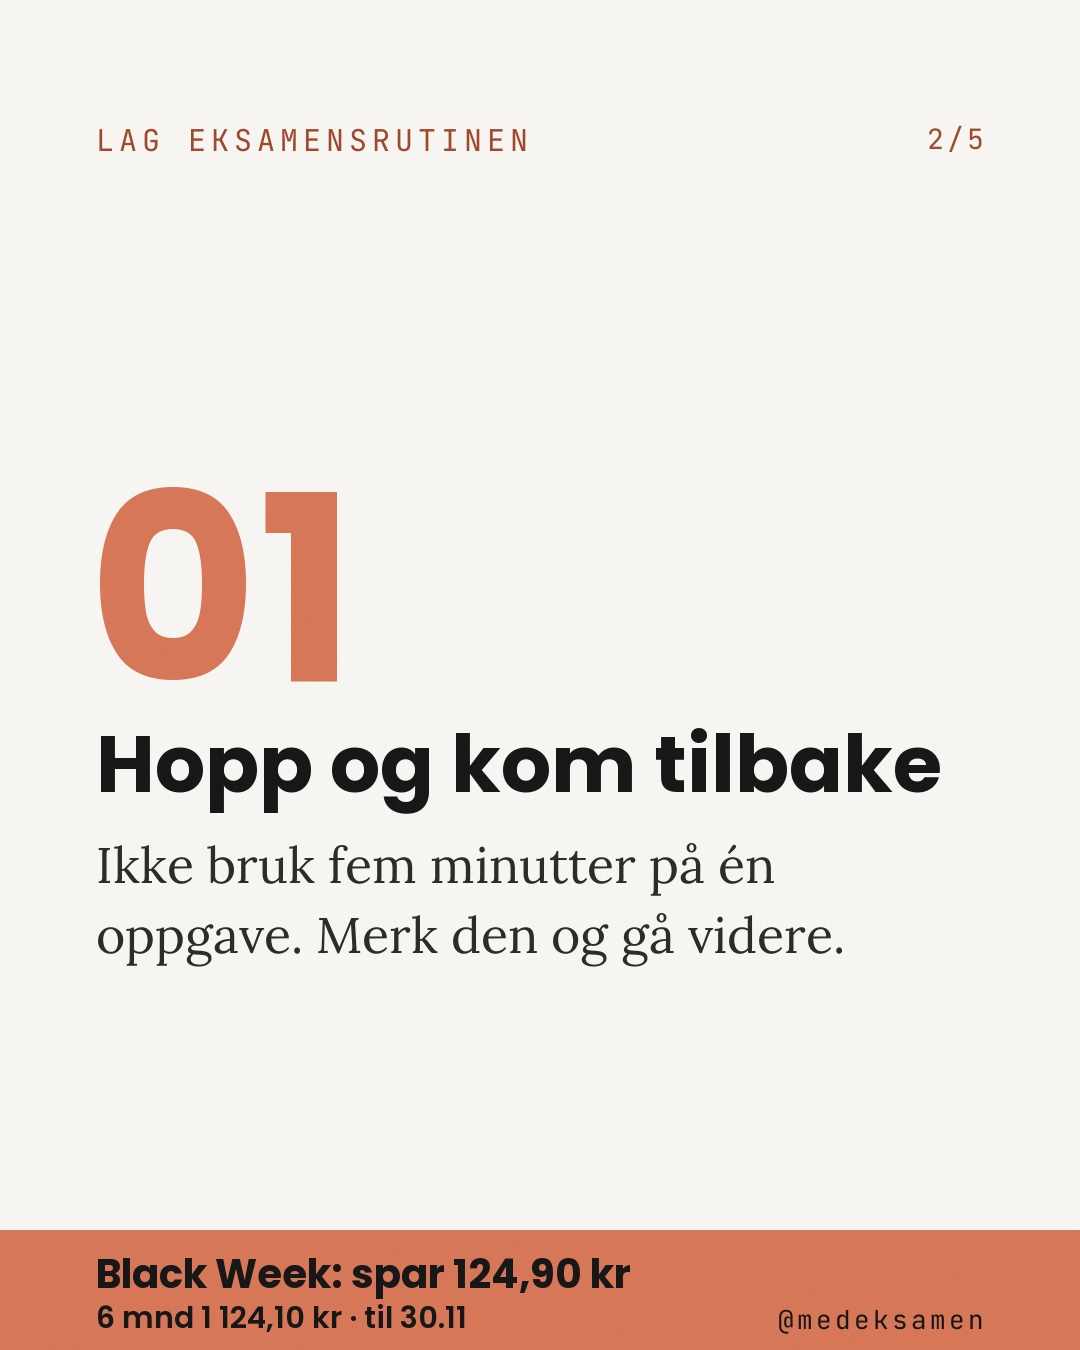 LAG EKSAMENSRUTINEN
2/5
01
Hopp og kom tilbake
Ikke bruk fem minutter på én
oppgave. Merk den og gå videre.
Black Week: spar 124,90 kr
6 mnd 1 124,10 kr · til 30.11
@medeksamen